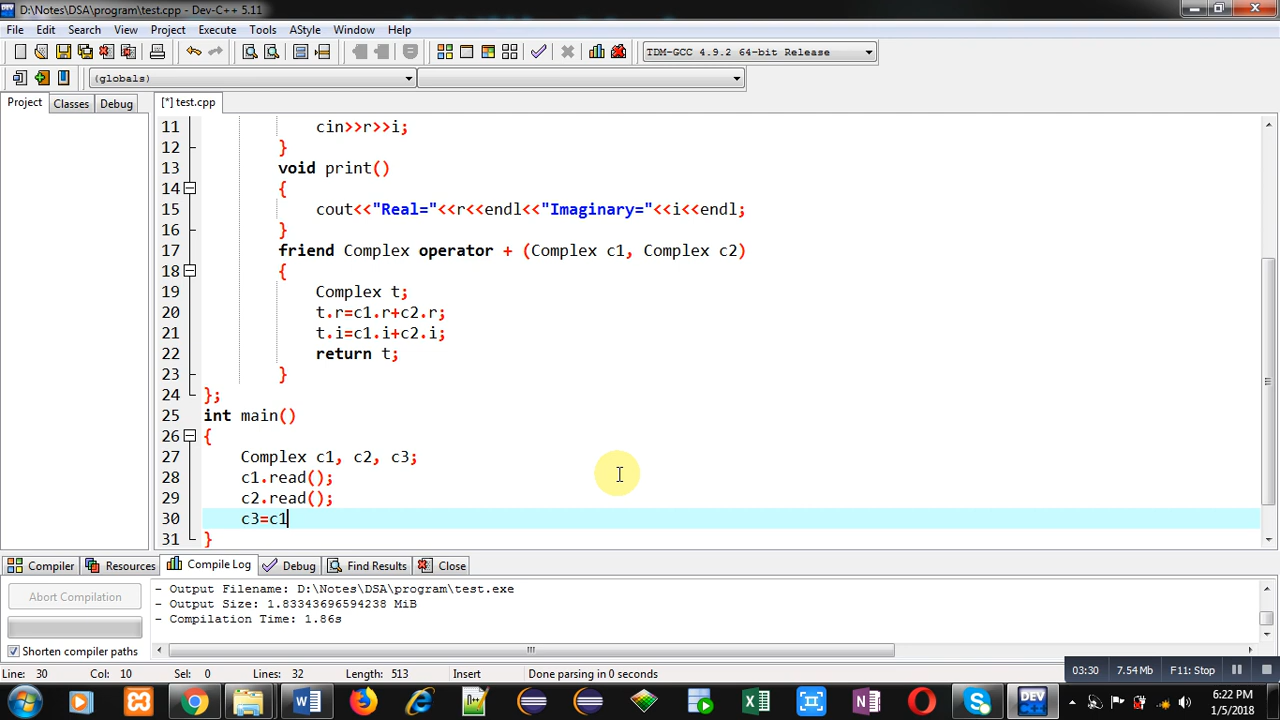 D:\Notes\DSA\program\test.cpp - Dev-C++ 5.11
File Edit Search View Project Execute Tools AStyle Window Help
TDM-GCC 4.9.2 64-bit Release
(globals)
Project Classes Debug [*] test.cpp
11 cin>>r>>i;
12 }
13 void print()
14 {
15 cout<<"Real="<<r<<endl<<"Imaginary="<<i<<endl;
16 }
17 friend Complex operator + (Complex c1, Complex c2)
18 {
19 Complex t;
20 t.r=c1.r+c2.r;
21 t.i=c1.i+c2.i;
22 return t;
23 }
24 };
25 int main()
26 {
27 Complex c1, c2, c3;
28 c1.read();
29 c2.read();
30 c3=c1
31 }
Compiler Resources Compile Log Debug Find Results Close
Abort Compilation
- Output Filename: D:\Notes\DSA\program\test.exe
- Output Size: 1.83343696594238 MiB
- Compilation Time: 1.86s
Shorten compiler paths
Line: 30 Col: 10 Sel: 0 Lines: 32 Length: 513 Insert Done parsing in 0 seconds
03:30 7.54 Mb F11: Stop
DEV
6:22 PM
1/5/2018